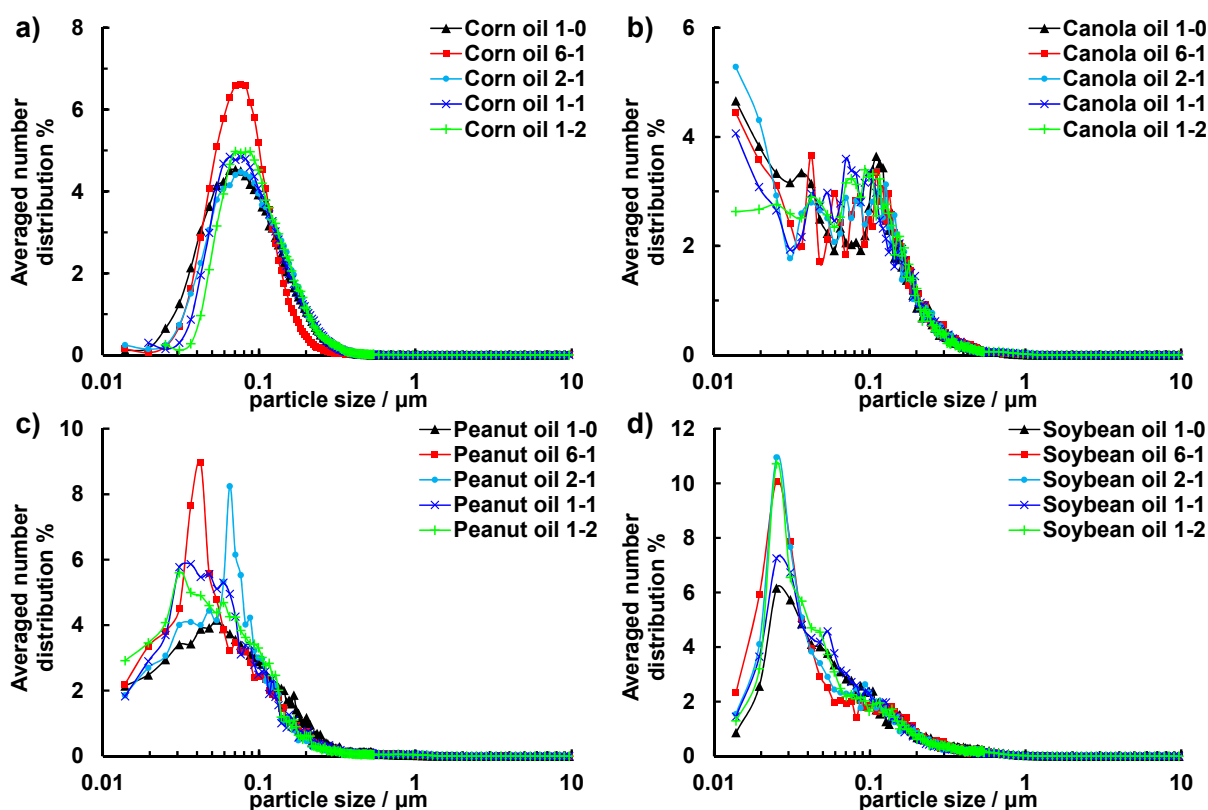 a)
Averaged number
distribution %
8
6
4
2
0
0.01 0.1 1 10
particle size / μm
Corn oil 1-0
Corn oil 6-1
Corn oil 2-1
Corn oil 1-1
Corn oil 1-2
b)
Averaged number
distribution %
6
4
2
0
0.01 0.1 1 10
particle size / μm
Canola oil 1-0
Canola oil 6-1
Canola oil 2-1
Canola oil 1-1
Canola oil 1-2
c)
Averaged number
distribution %
10
8
6
4
2
0
0.01 0.1 1 10
particle size / μm
Peanut oil 1-0
Peanut oil 6-1
Peanut oil 2-1
Peanut oil 1-1
Peanut oil 1-2
d)
Averaged number
distribution %
12
10
8
6
4
2
0
0.01 0.1 1 10
particle size / μm
Soybean oil 1-0
Soybean oil 6-1
Soybean oil 2-1
Soybean oil 1-1
Soybean oil 1-2